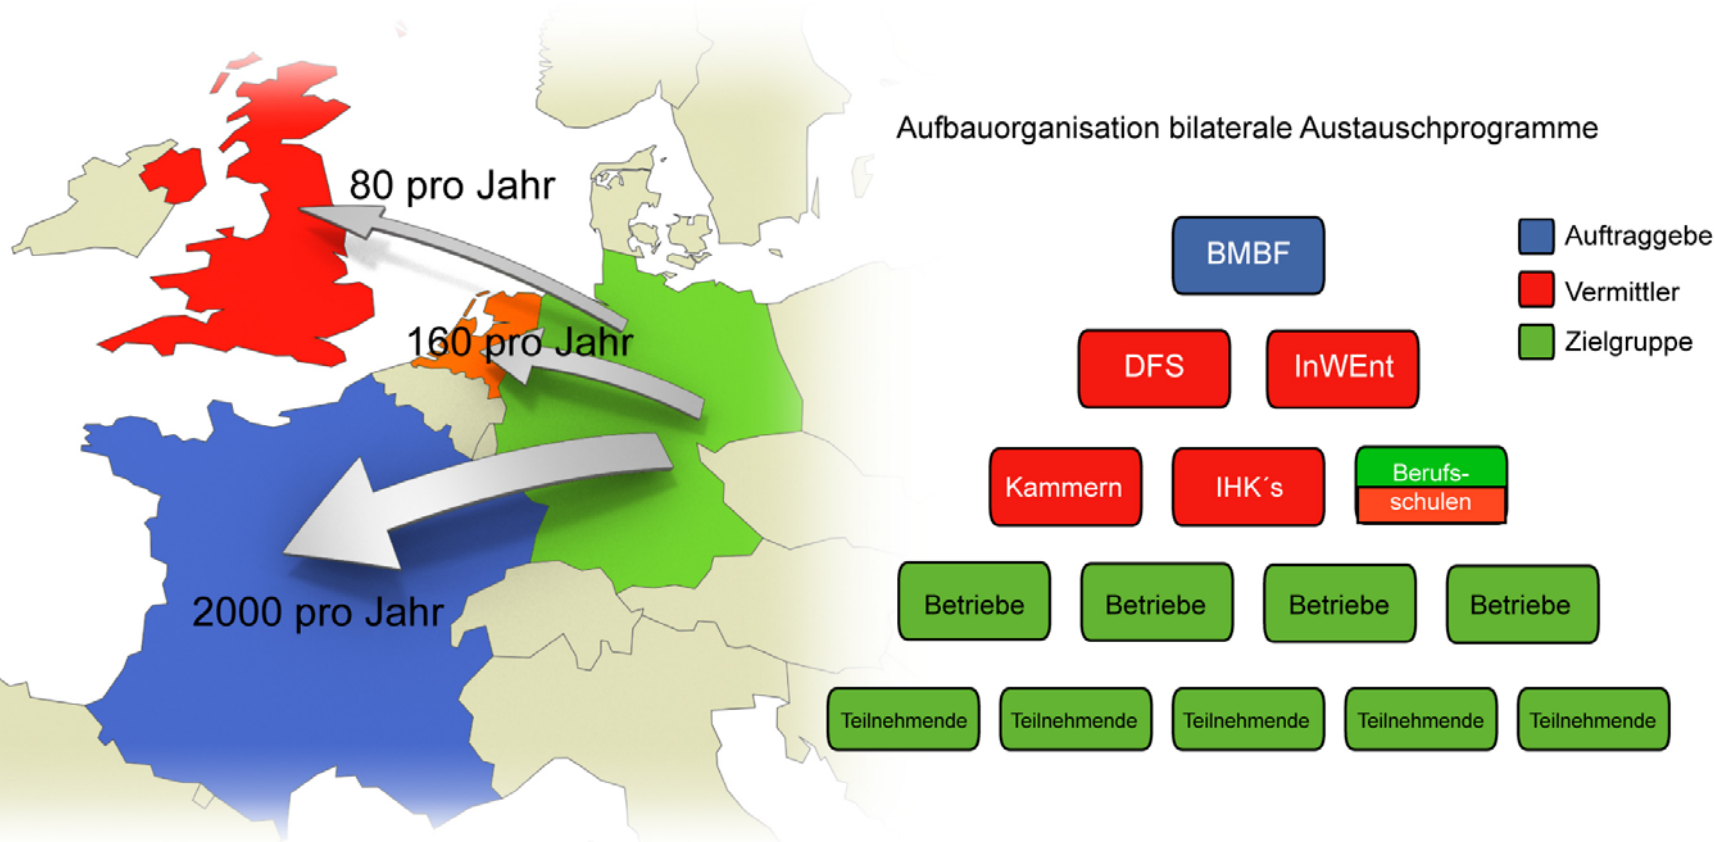 80 pro Jahr
160 pro Jahr
2000 pro Jahr
Aufbauorganisation bilaterale Austauschprogramme
BMBF
Auftraggebe
Vermittler
Zielgruppe
DFS
InWEnt
Kammern
IHK´s
Berufs-
schulen
Betriebe
Betriebe
Betriebe
Betriebe
Teilnehmende
Teilnehmende
Teilnehmende
Teilnehmende
Teilnehmende